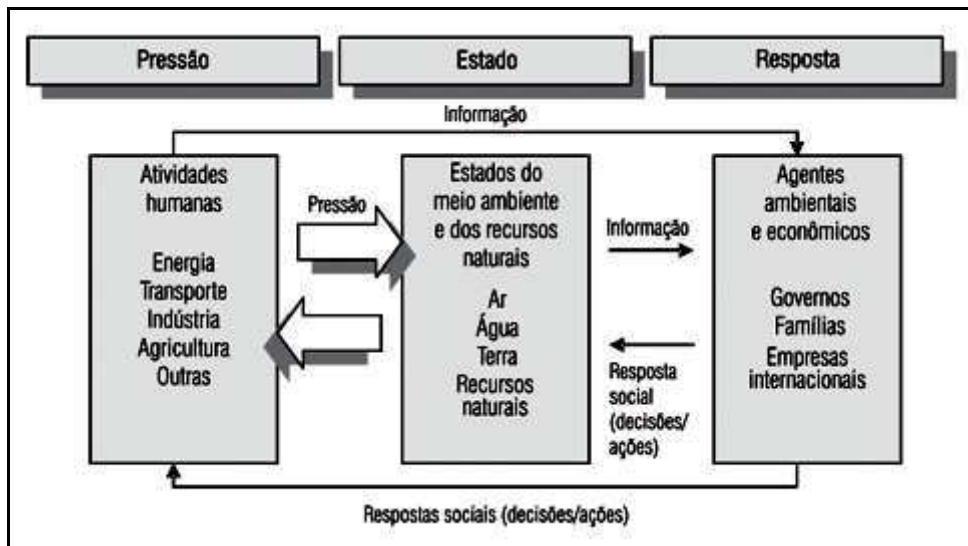 Pressão
Estado
Resposta
Informação
Atividades
humanas
Energia
Transporte
Indústria
Agricultura
Outras
Pressão
Estados do
meio ambiente
e dos recursos
naturais
Ar
Água
Terra
Recursos
naturais
Informação
Resposta
social
(decisões/
ações)
Agentes
ambientais
e econômicos
Governos
Famílias
Empresas
internacionais
Respostas sociais (decisões/ações)